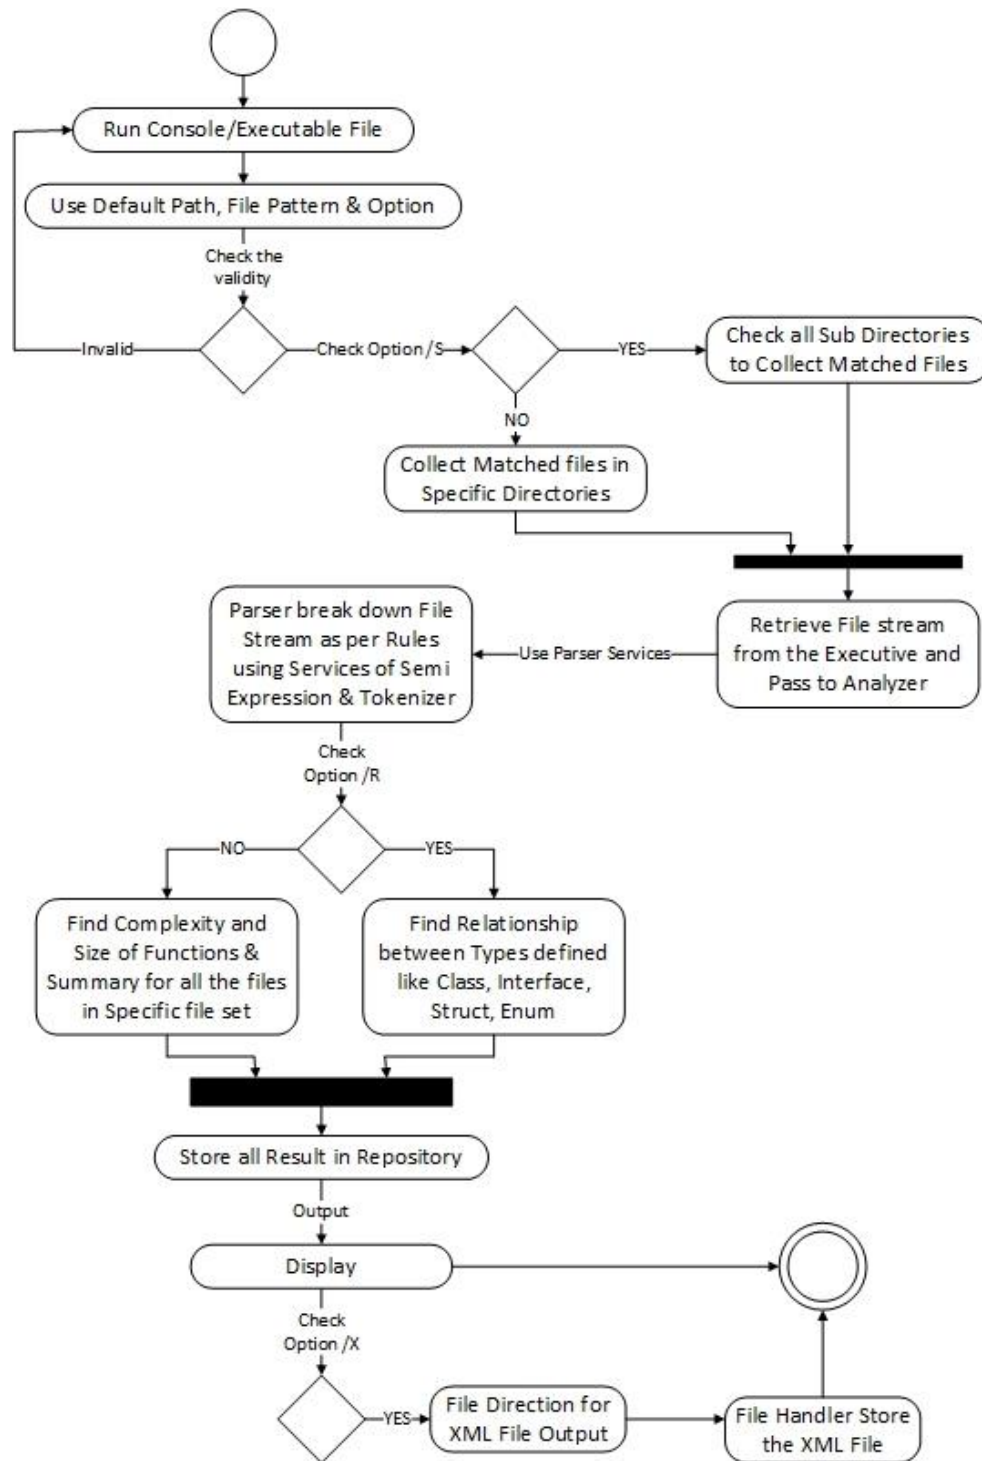 Run Console/Executable File
Use Default Path, File Pattern & Option
Check the
validity
Invalid
Check Option /S
YES
Check all Sub Directories
to Collect Matched Files
NO
Collect Matched files in
Specific Directories
Retrieve File stream
from the Executive and
Pass to Analyzer
Use Parser Services
Parser break down File
Stream as per Rules
using Services of Semi
Expression & Tokenizer
Check
Option /R
NO
YES
Find Complexity and
Size of Functions &
Summary for all the files
in Specific file set
Find Relationship
between Types defined
like Class, Interface,
Struct, Enum
Store all Result in Repository
Output
Display
Check
Option /X
YES
File Direction for
XML File Output
File Handler Store
the XML File